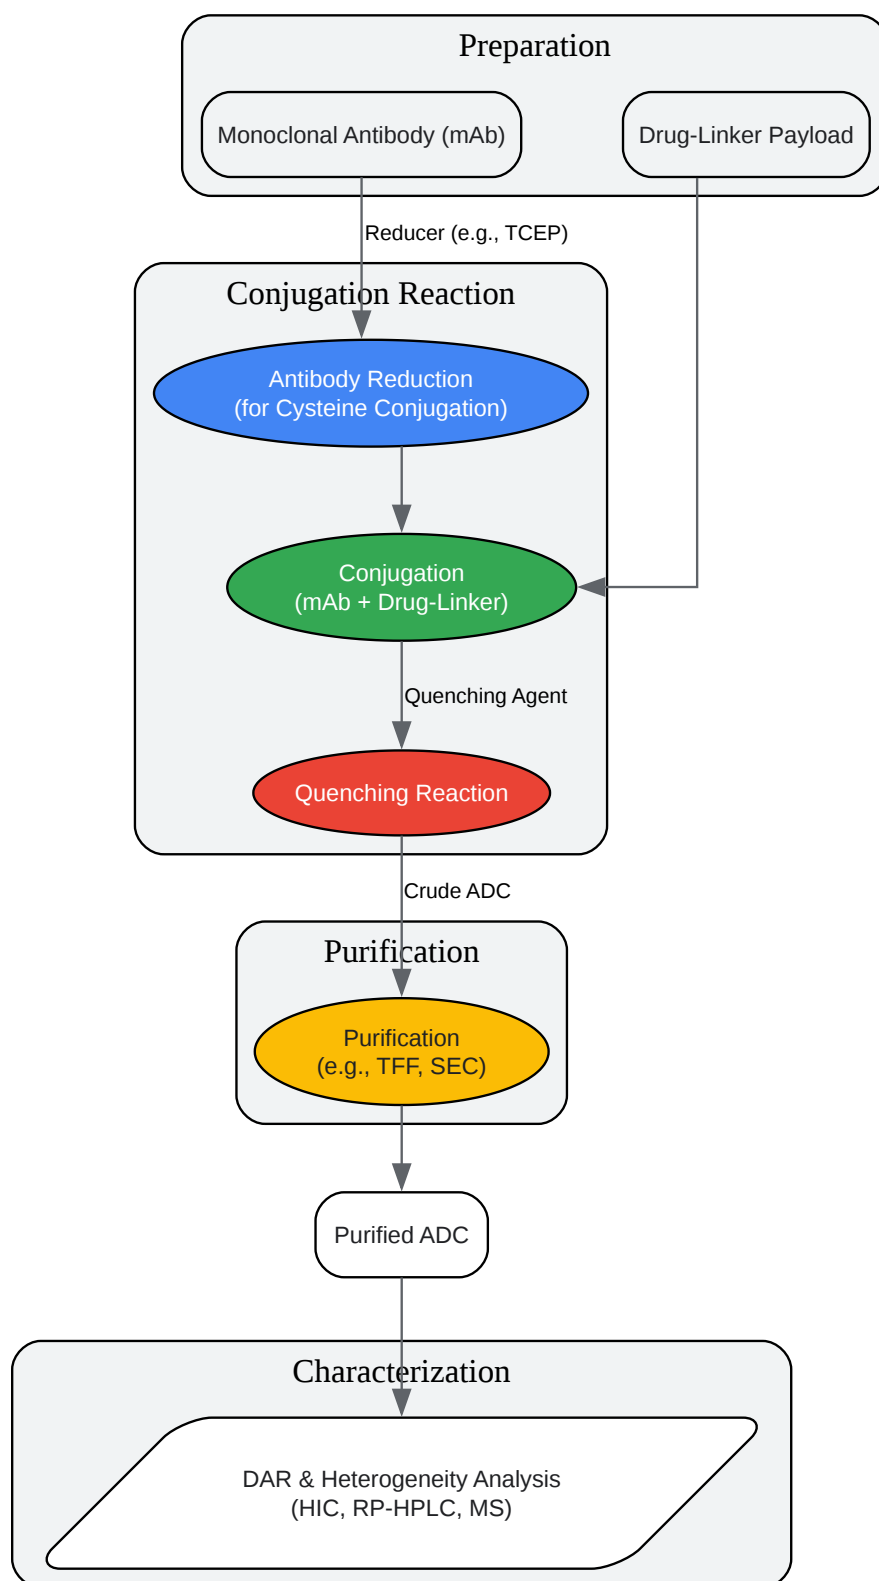 Preparation
Monoclonal Antibody (mAb)
Drug-Linker Payload
Reducer (e.g., TCEP)
Conjugation Reaction
Antibody Reduction
(for Cysteine Conjugation)
Conjugation
(mAb + Drug-Linker)
Quenching Agent
Quenching Reaction
Crude ADC
Purification
Purification
(e.g., TFF, SEC)
Purified ADC
Characterization
DAR & Heterogeneity Analysis
(HIC, RP-HPLC, MS)